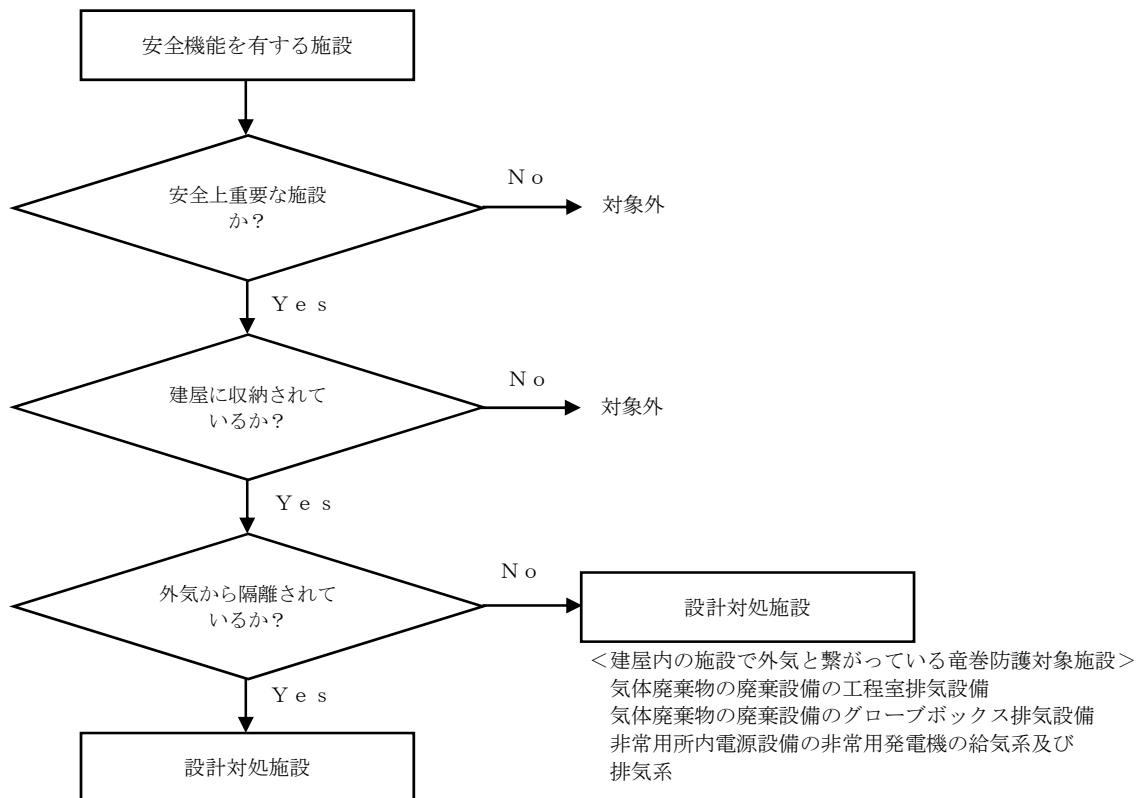 安全機能を有する施設
安全上重要な施設
か？
Ｎｏ
対象外
Ｙｅｓ
建屋に収納されて
いるか？
Ｎｏ
対象外
Ｙｅｓ
外気から隔離されて
いるか？
Ｎｏ
設計対処施設
＜建屋内の施設で外気と繋がっている竜巻防護対象施設＞
気体廃棄物の廃棄設備の工程室排気設備
気体廃棄物の廃棄設備のグローブボックス排気設備
非常用所内電源設備の非常用発電機の給気系及び
排気系
Ｙｅｓ
設計対処施設